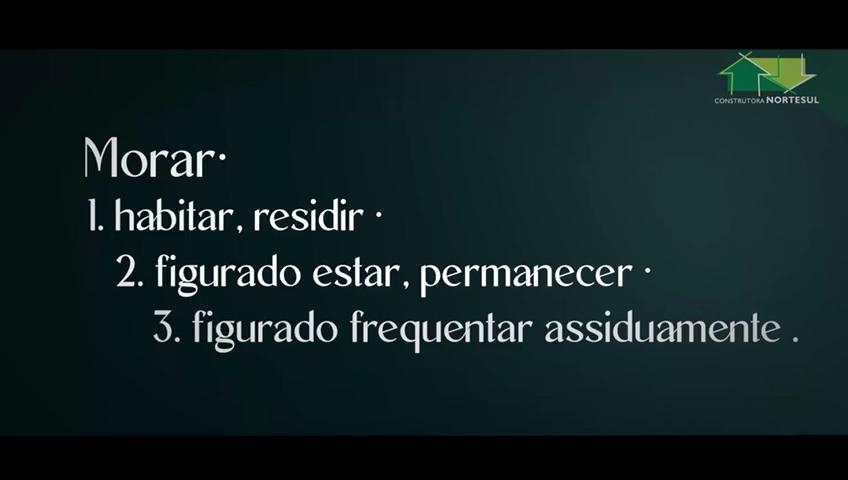 CONSTRUTORA NORTESUL
Morar·
1. habitar, residir ·
2. figurado estar, permanecer ·
3. figurado frequentar assiduamente .